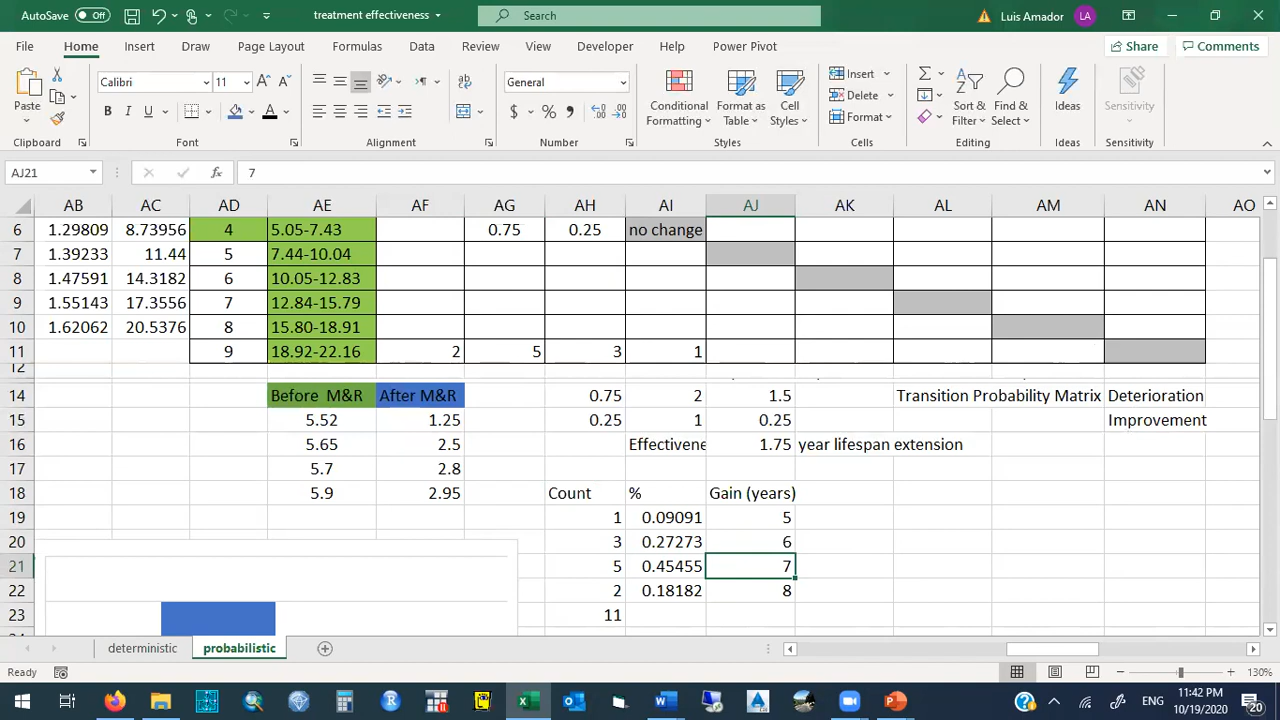 AutoSave Off treatment effectiveness Search Luis Amador LA
File Home Insert Draw Page Layout Formulas Data Review View Developer Help Power Pivot Share Comments
Calibri 11 General Insert
Paste Delete
Conditional Format as Cell Sort & Find & Ideas Sensitivity
Formatting Table Styles Format Filter Select
Clipboard Font Alignment Number Styles Cells Editing Ideas Sensitivity
AJ21 7
AB AC AD AE AF AG AH AI AJ AK AL AM AN AO
6 1.29809 8.73956 4 5.05-7.43 0.75 0.25 no change
7 1.39233 11.44 5 7.44-10.04
8 1.47591 14.3182 6 10.05-12.83
9 1.55143 17.3556 7 12.84-15.79
10 1.62062 20.5376 8 15.80-18.91
11 9 18.92-22.16 2 5 3 1
12
14 Before M&R After M&R 0.75 2 1.5 Transition Probability Matrix Deterioration
15 5.52 1.25 0.25 1 0.25 Improvement
16 5.65 2.5 Effectivene 1.75 year lifespan extension
17 5.7 2.8
18 5.9 2.95 Count % Gain (years)
19 1 0.09091 5
20 3 0.27273 6
21 5 0.45455 7
22 2 0.18182 8
23 11
deterministic probabilistic
Ready 130%
ENG 11:42 PM
10/19/2020 20